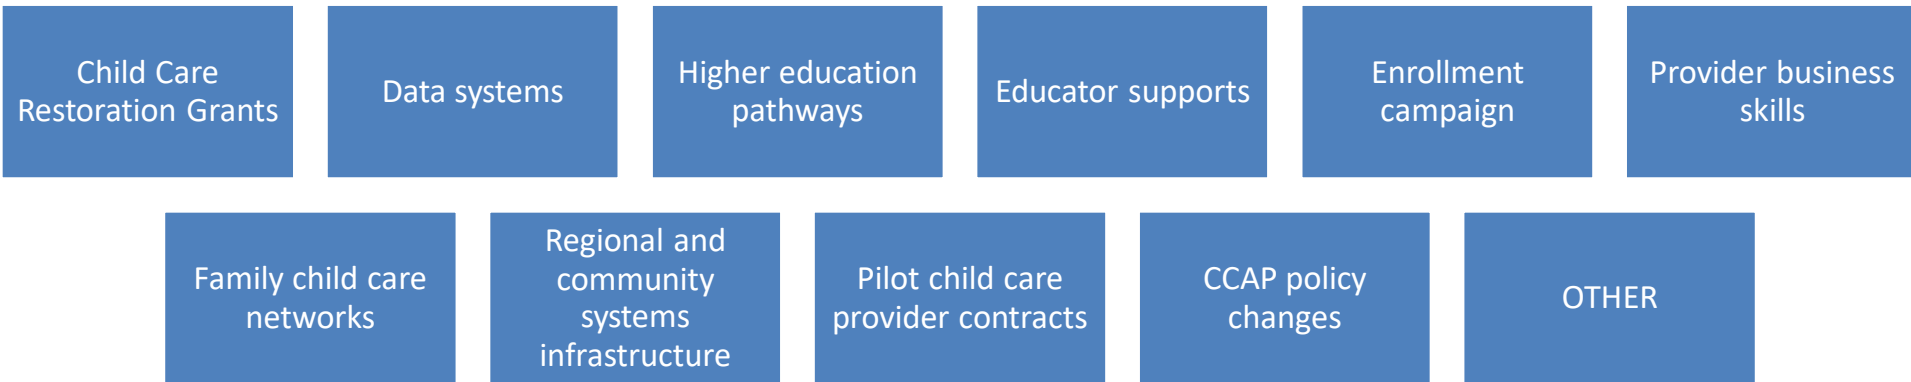 Child Care
Restoration Grants
Data systems
Higher education
pathways
Educator supports
Enrollment
campaign
Provider business
skills
Family child care
networks
Regional and
community
systems
infrastructure
Pilot child care
provider contracts
CCAP policy
changes
OTHER